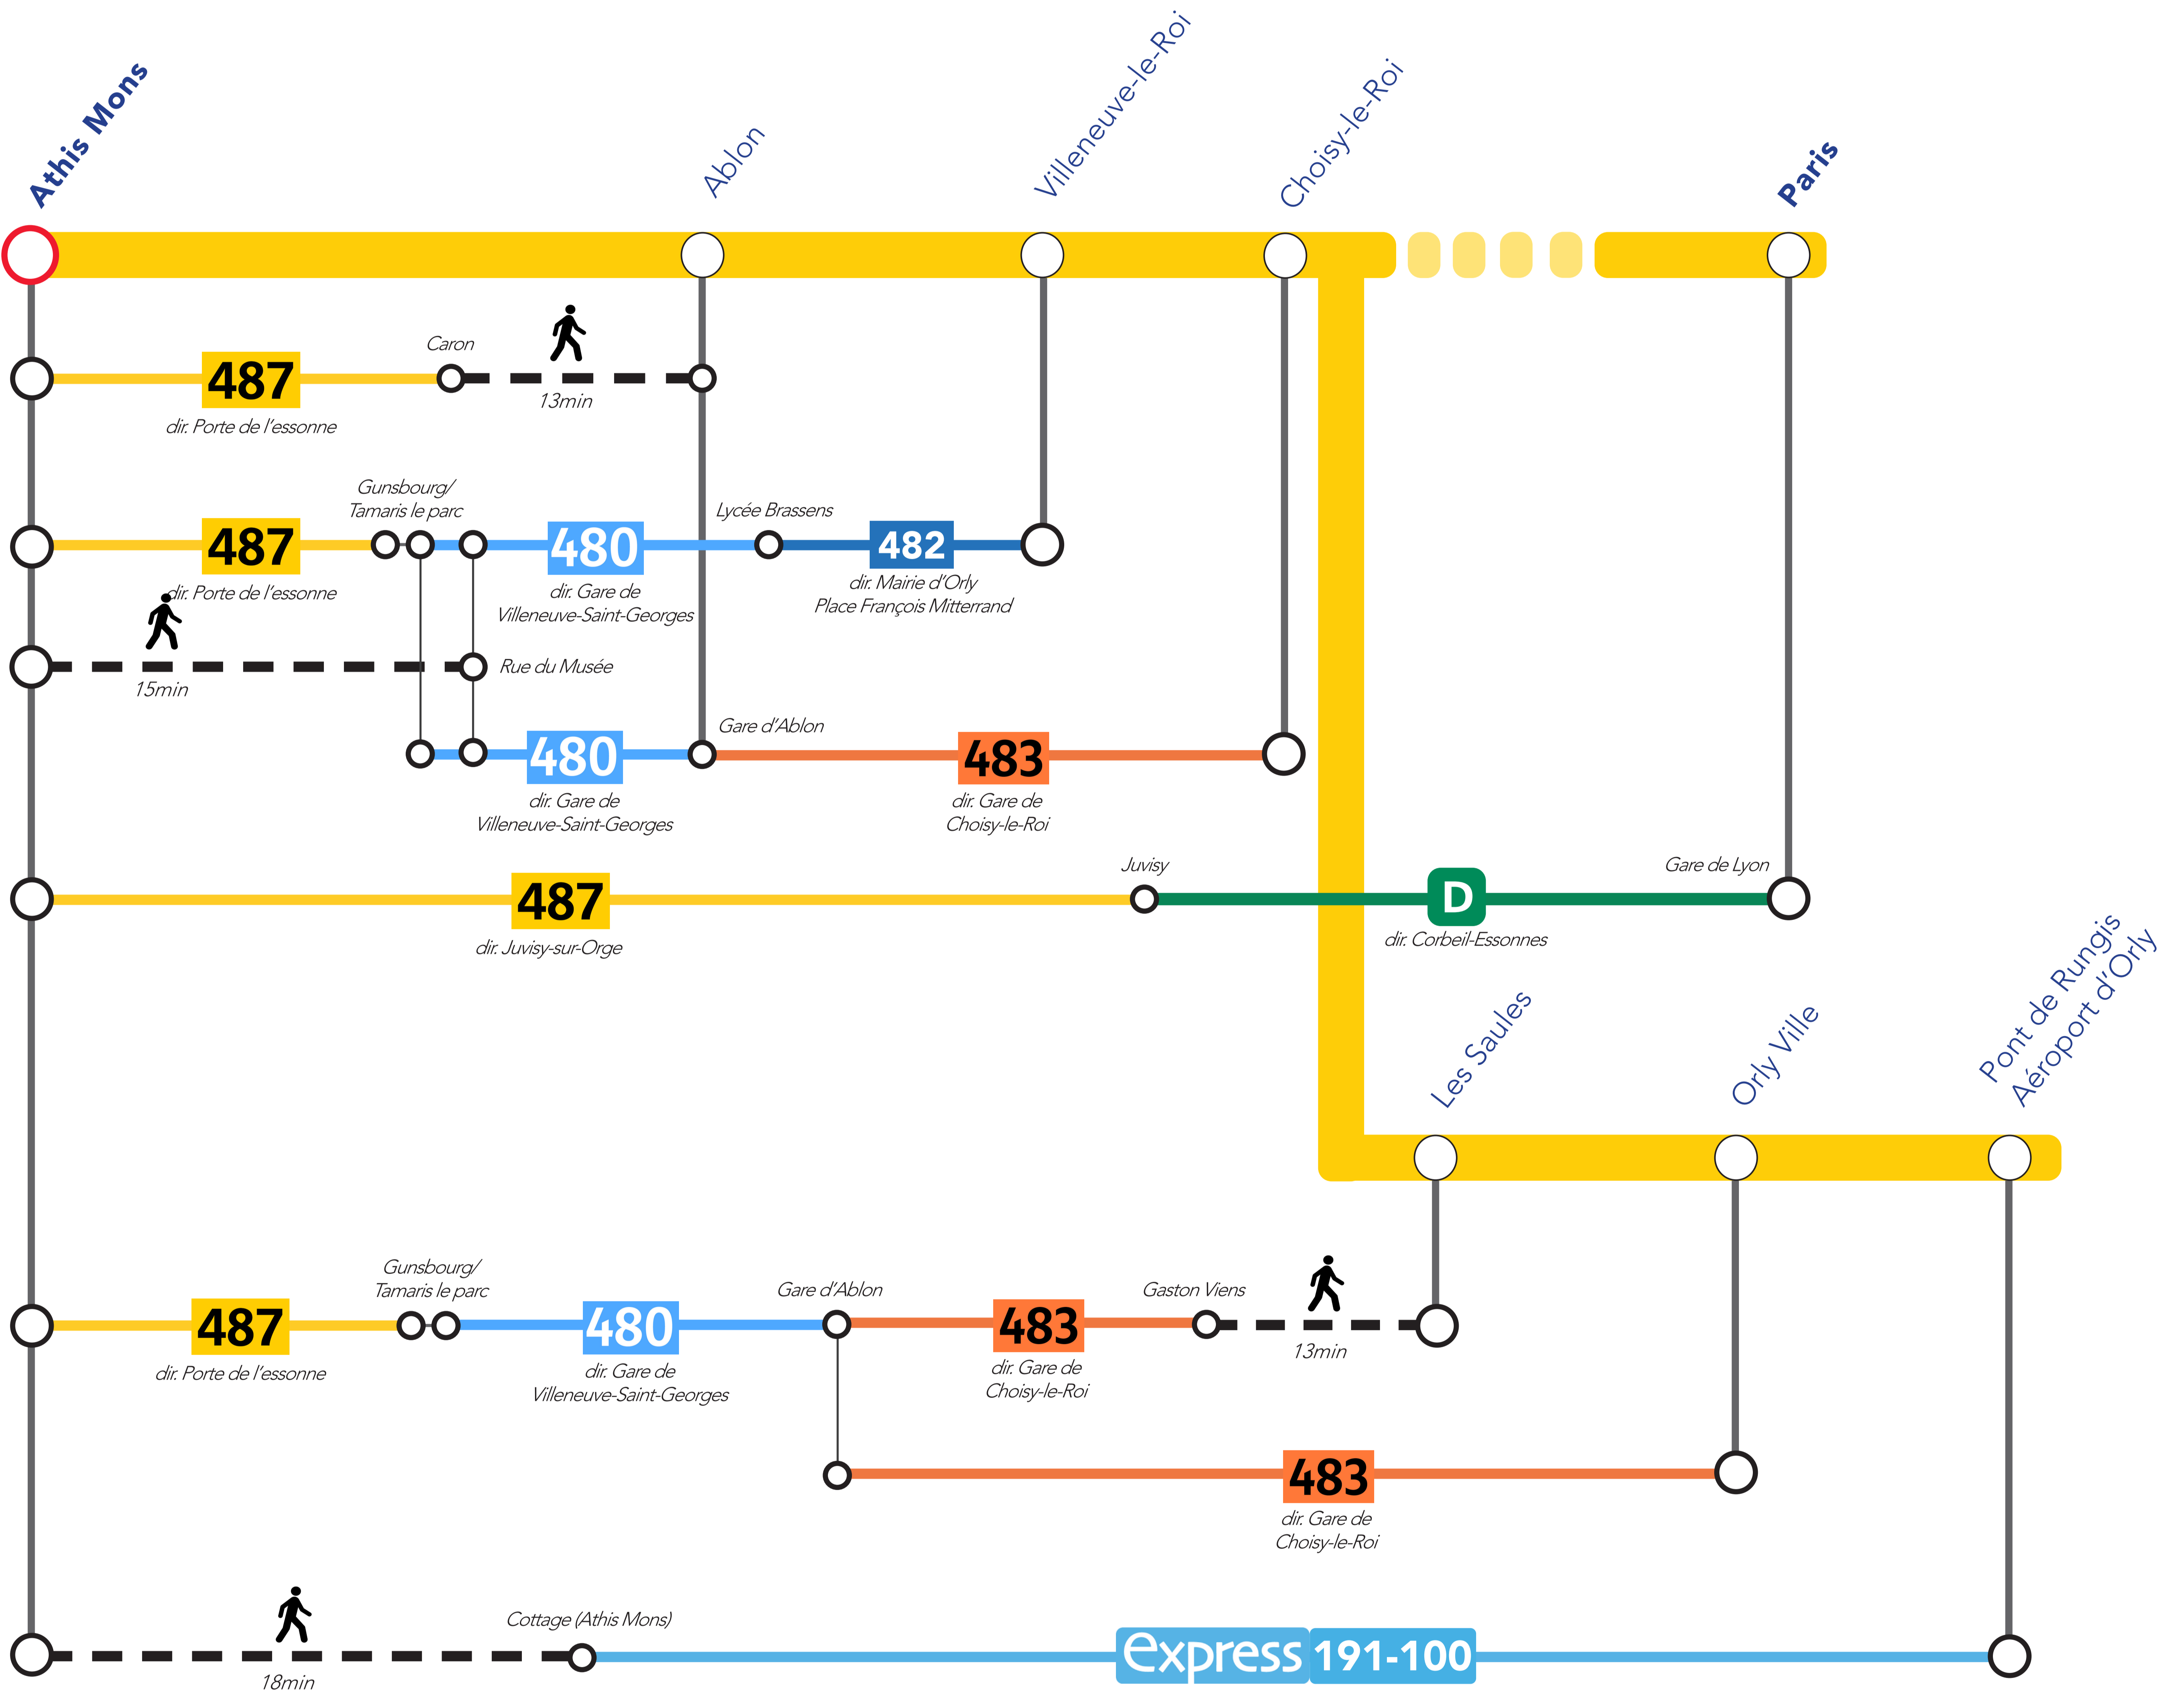 Athis Mons
Ablon
Villeneuve-le-Roi
Choisy-le-Roi
Paris
Caron
487
13min
dir. Porte de l'essonne
Gunsbourg/
Tamaris le parc
Lycée Brassens
487
480
482
dir. Porte de l'essonne
dir. Gare de
Villeneuve-Saint-Georges
dir. Mairie d'Orly
Place François Mitterrand
15min
Rue du Musée
Gare d'Ablon
480
483
dir. Gare de
Villeneuve-Saint-Georges
dir. Gare de
Choisy-le-Roi
Juvisy
Gare de Lyon
487
D
dir. Juvisy-sur-Orge
dir. Corbeil-Essonnes
Les Saules
Orly Ville
Pont de Rungis
Aéroport d'Orly
Gunsbourg/
Tamaris le parc
Gare d'Ablon
Gaston Viens
487
480
483
13min
dir. Porte de l'essonne
dir. Gare de
Villeneuve-Saint-Georges
dir. Gare de
Choisy-le-Roi
483
dir. Gare de
Choisy-le-Roi
Cottage (Athis Mons)
18min
express 191-100